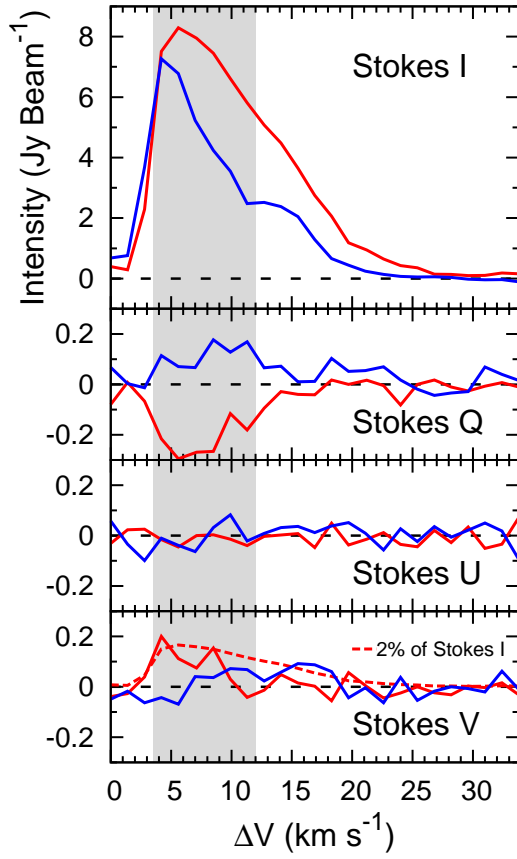 Intensity (Jy Beam-1)
8
6
4
2
0
Stokes I
0.2
0
-0.2
Stokes Q
0.2
0
-0.2
Stokes U
0.2
0
-0.2
2% of Stokes I
Stokes V
0 5 10 15 20 25 30
ΔV (km s-1)